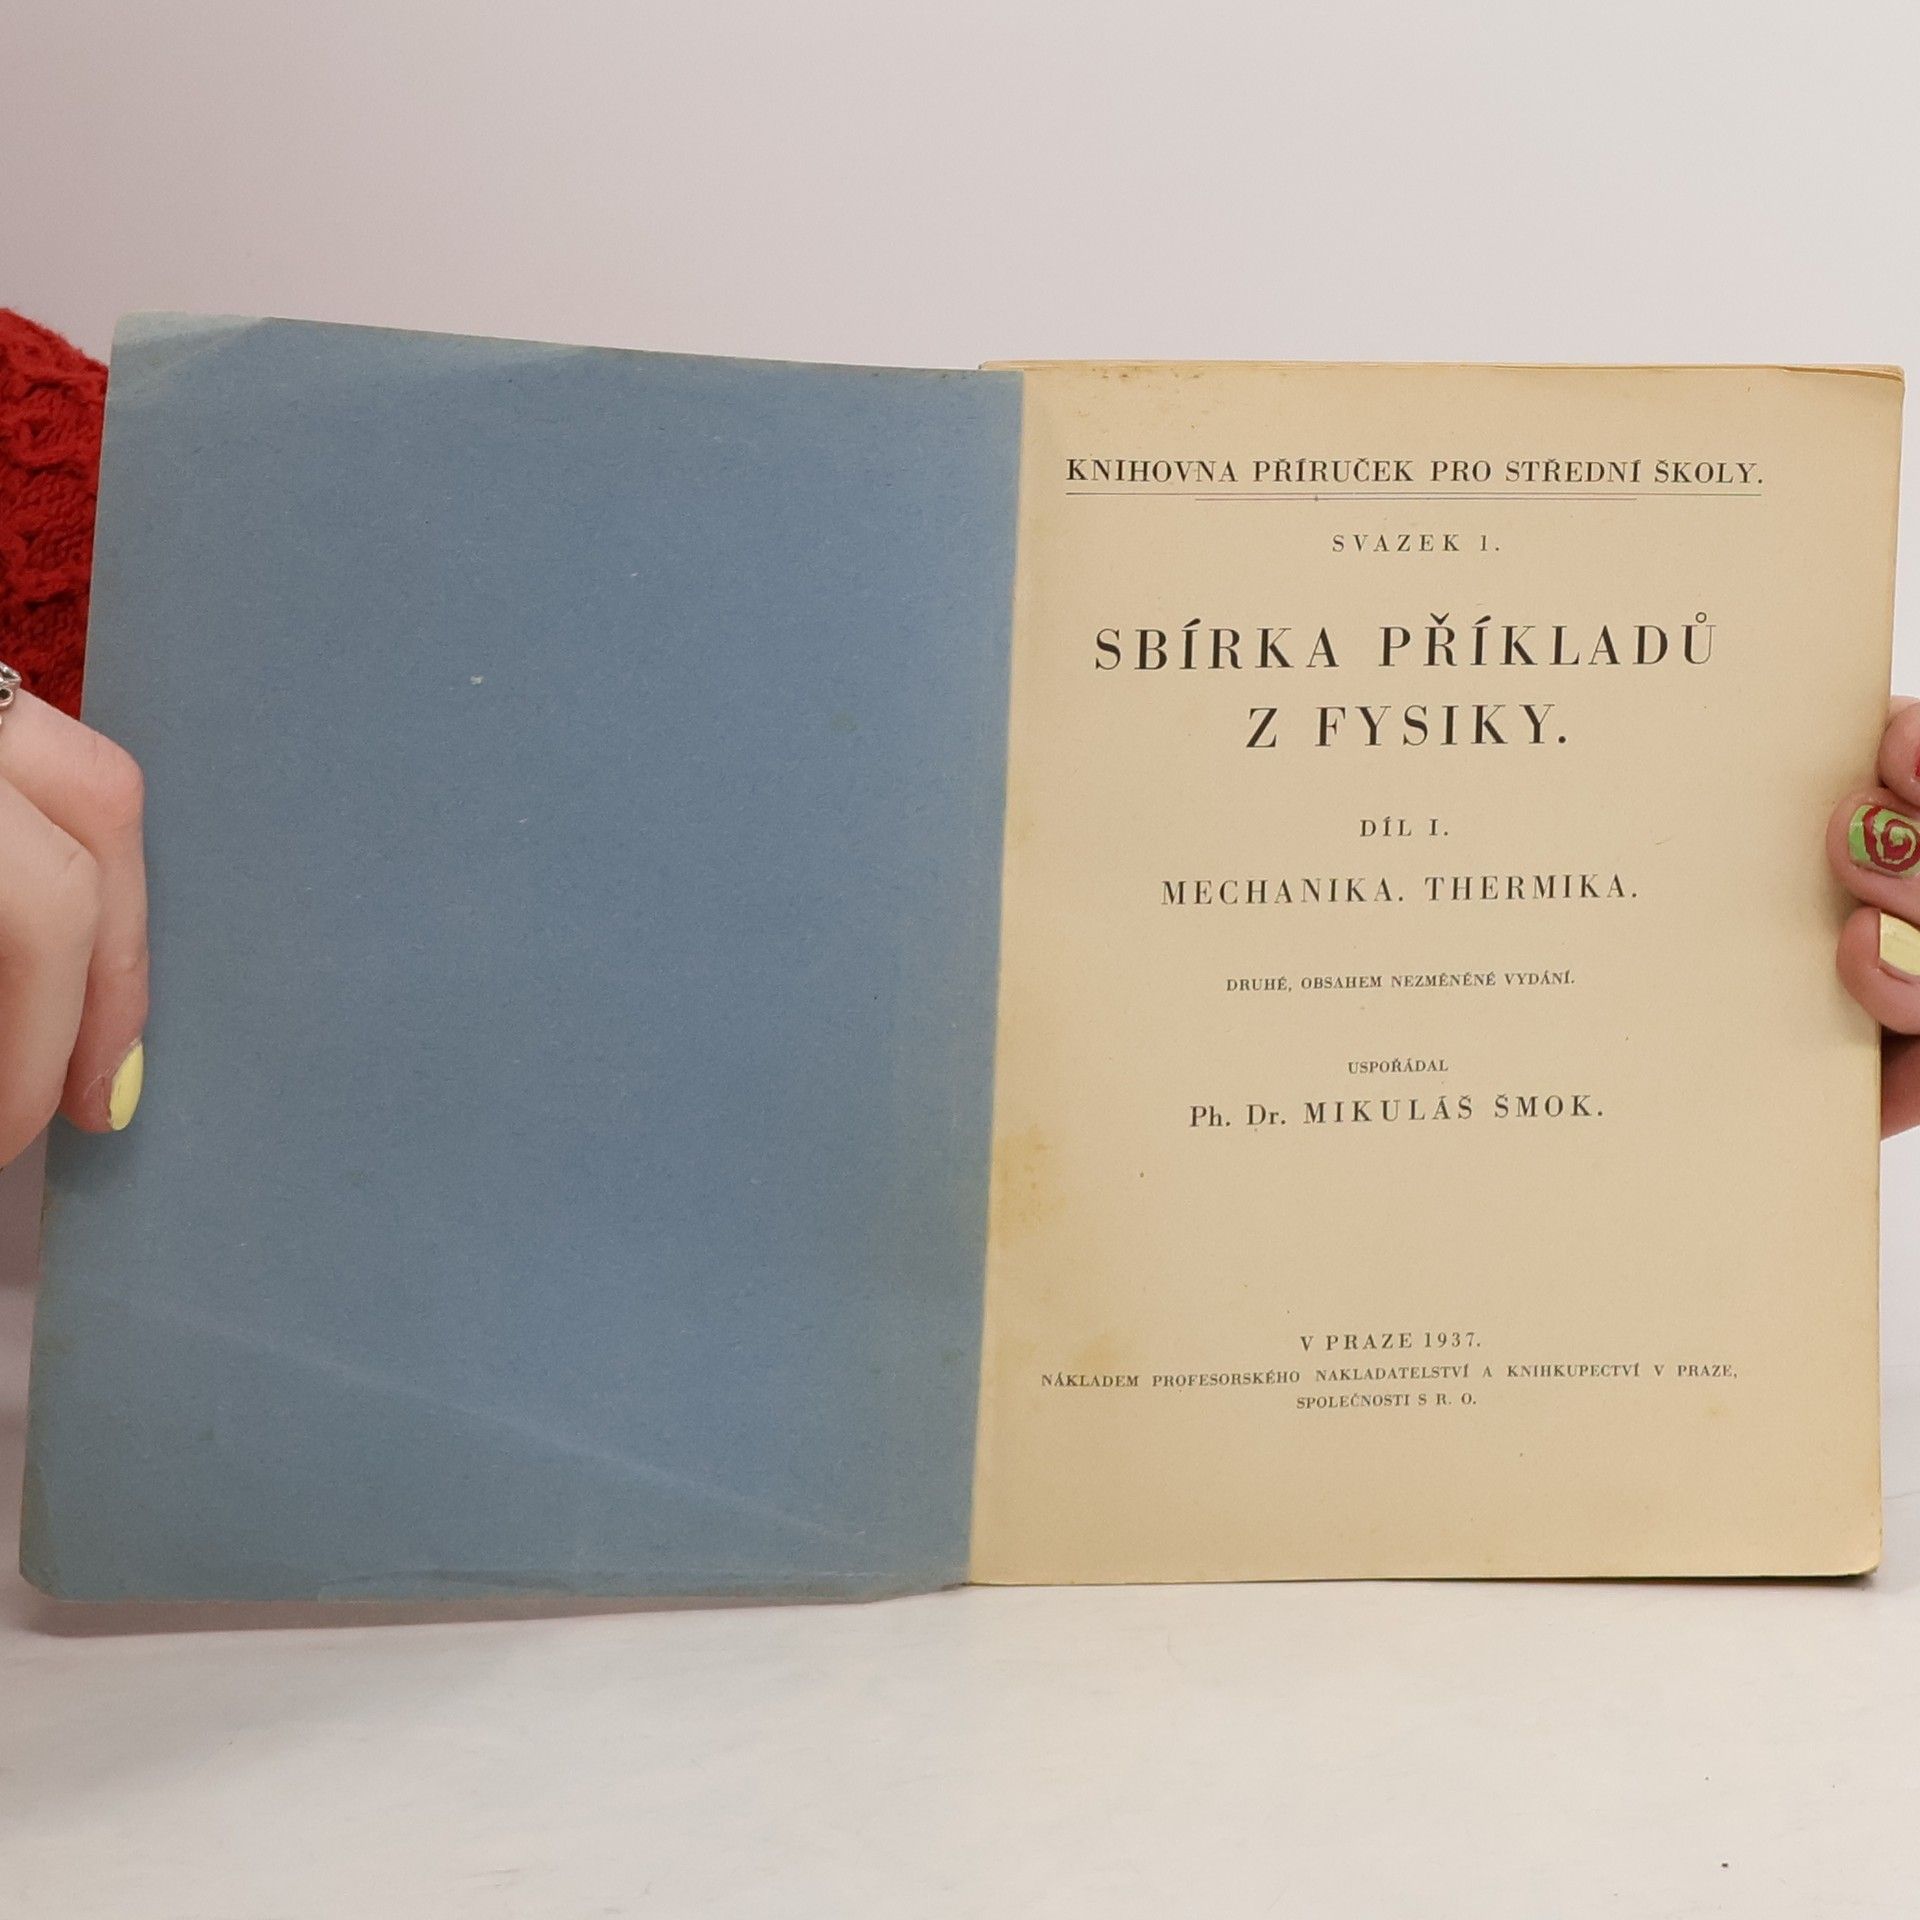 KNIHOVNA PŘÍRUČEK PRO STŘEDNÍ ŠKOLY.
SVAZEK 1.
SBÍRKA PŘÍKLADŮ
Z FYSIKY.
DÍL I.
MECHANIKA. THERMIKA.
DRUHÉ, OBSAHEM NEZMĚNĚNÉ VYDÁNÍ.
USPOŘÁDAL
Ph. Dr. MIKULÁŠ ŠMOK.
V PRAZE 1937.
NÁKLADEM PROFESORSKÉHO NAKLADATELSTVÍ A KNIHKUPECTVÍ V PRAZE,
SPOLEČNOSTI S R. O.